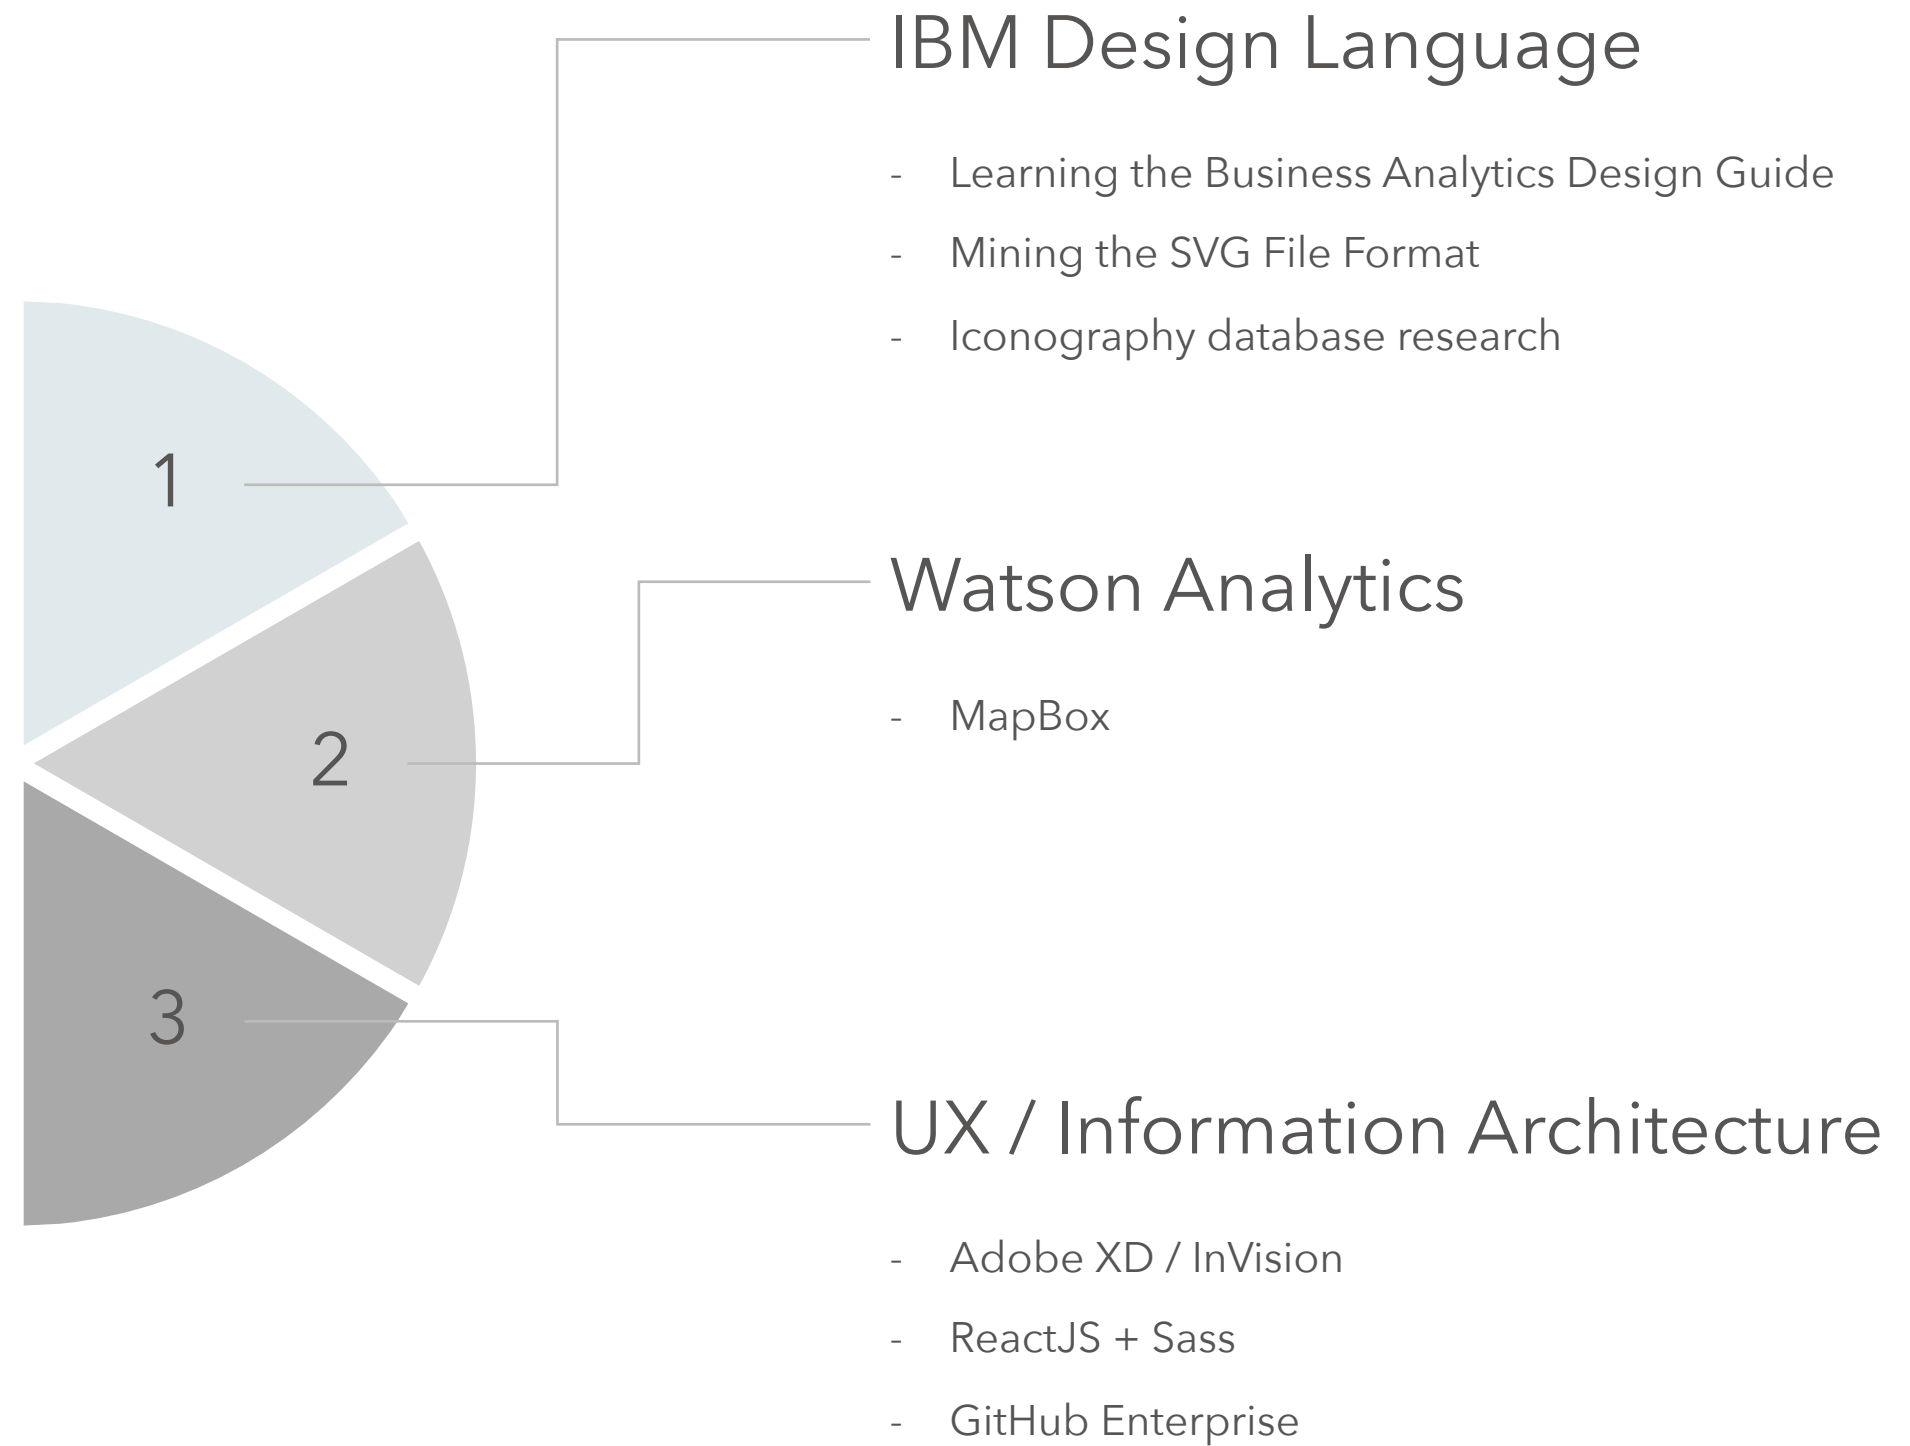 IBM Design Language
- Learning the Business Analytics Design Guide
- Mining the SVG File Format
- Iconography database research
1
Watson Analytics
- MapBox
2
3
UX / Information Architecture
- Adobe XD / InVision
- ReactJS + Sass
- GitHub Enterprise